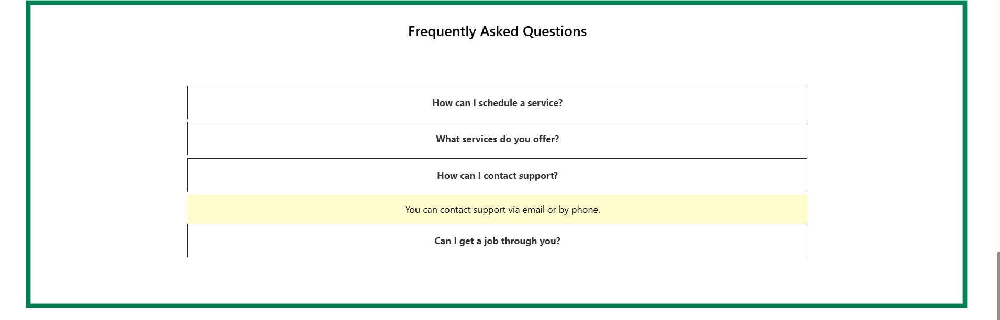 Frequently Asked Questions
How can I schedule a service?
What services do you offer?
How can I contact support?
You can contact support via email or by phone.
Can I get a job through you?